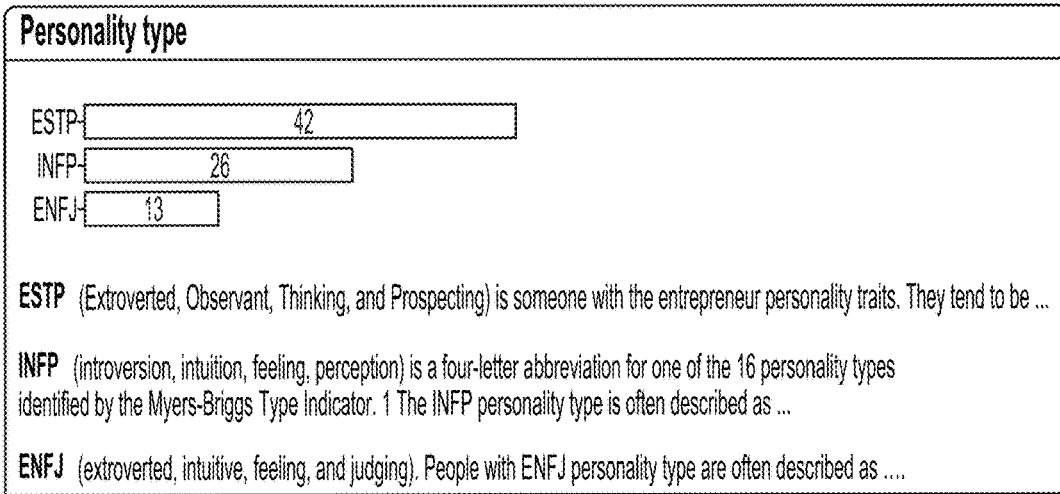 Personality type
ESTP 42
INFP 26
ENFJ 13
ESTP (Extroverted, Observant, Thinking, and Prospecting) is someone with the entrepreneur personality traits. They tend to be ...
INFP (introversion, intuition, feeling, perception) is a four-letter abbreviation for one of the 16 personality types
identified by the Myers-Briggs Type Indicator. 1 The INFP personality type is often described as ...
ENFJ (extroverted, intuitive, feeling, and judging). People with ENFJ personality type are often described as ....